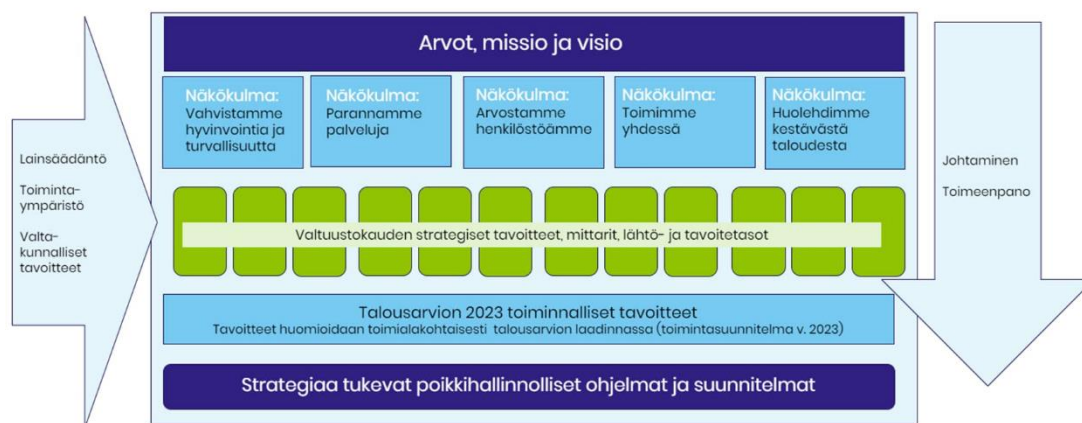 Lainsäädäntö
Toiminta-
ympäristö
Valta-
kunnalliset
tavoitteet
Arvot, missio ja visio
Näkökulma:
Vahvistamme
hyvinvointia ja
turvallisuutta
Näkökulma:
Parannamme
palveluja
Näkökulma:
Arvostamme
henkilöstöämme
Näkökulma:
Toimimme
yhdessä
Näkökulma:
Huolehdimme
kestävästä
taloudesta
Valtuustokauden strategiset tavoitteet, mittarit, lähtö- ja tavoitetasot
Talousarvion 2023 toiminnalliset tavoitteet
Tavoitteet huomioidaan toimialakohtaisesti talousarvion laadinnassa (toimintasuunnitelma v. 2023)
Strategiaa tukevat poikkihallinnolliset ohjelmat ja suunnitelmat
Johtaminen
Toimeenpano